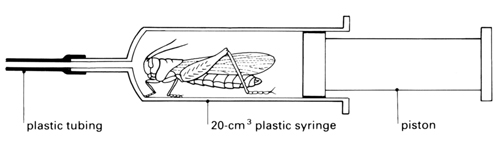 plastic tubing
20-cm³ plastic syringe
piston